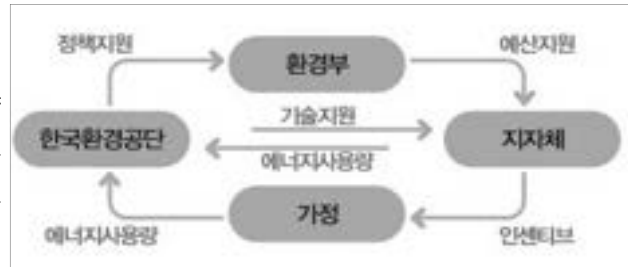 정책지원
예산지원
환경부
기술지원
한국환경공단
지자체
에너지사용량
가정
에너지사용량
인센티브